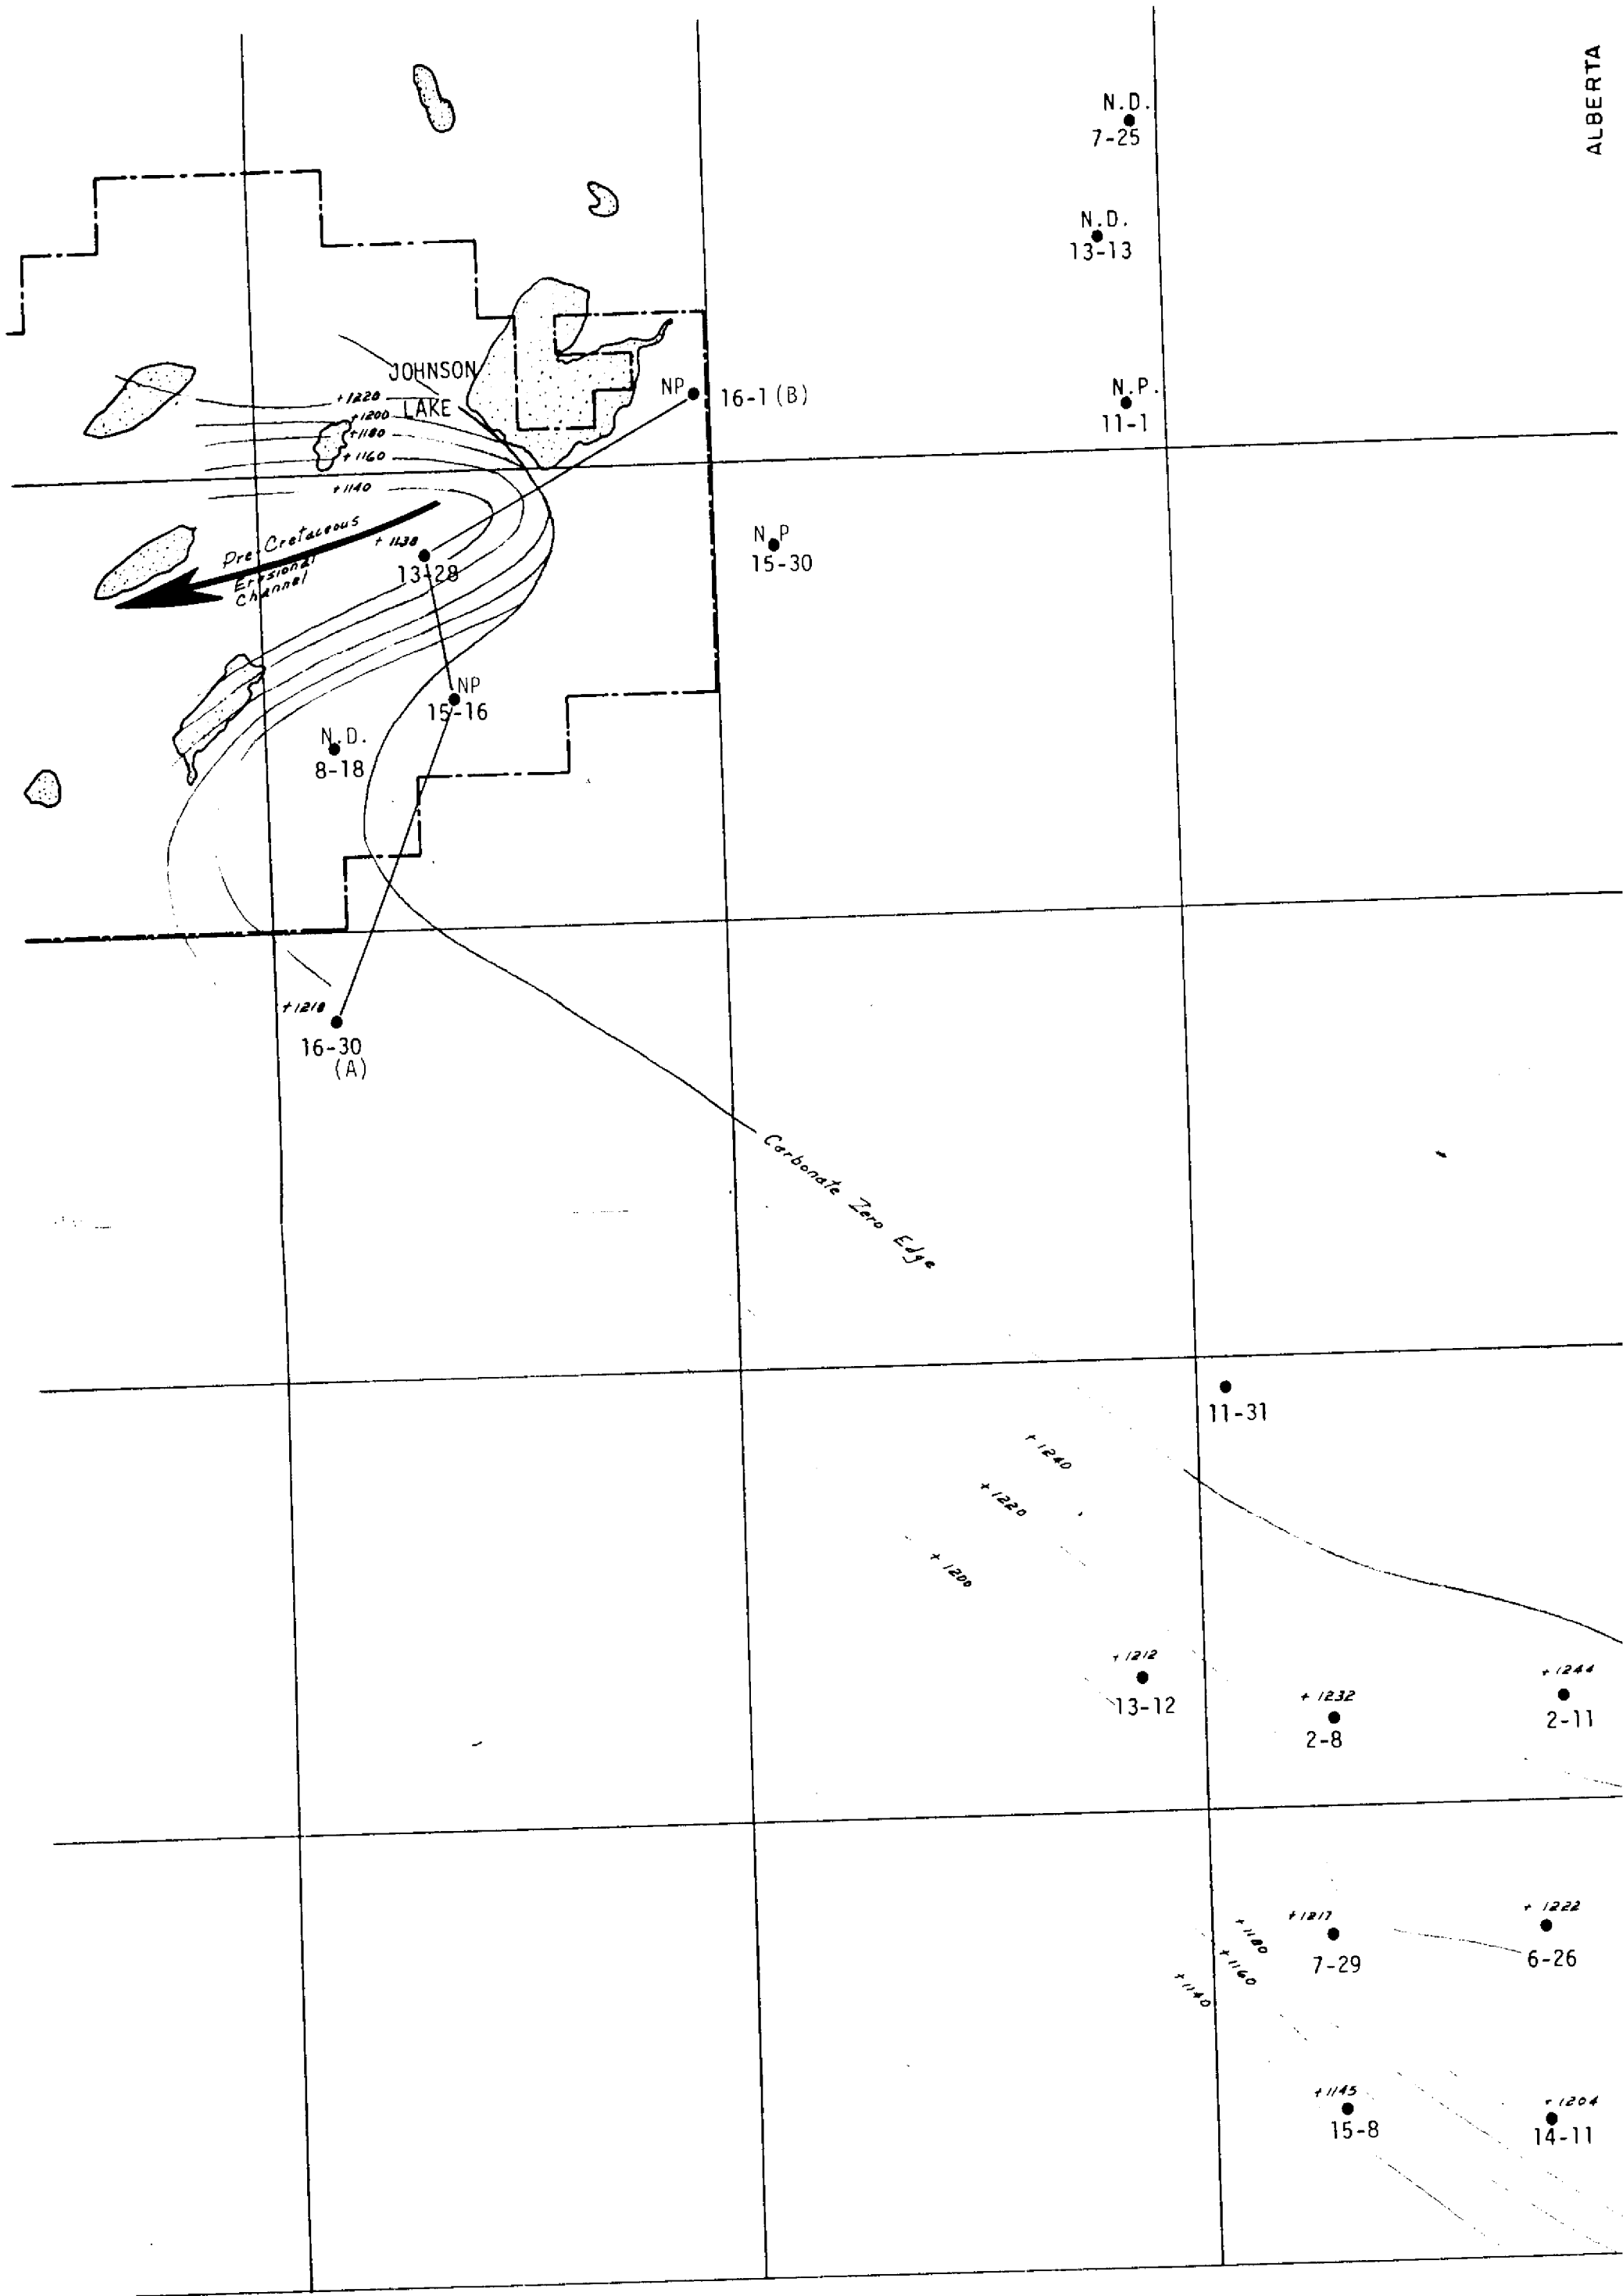 ALBERTA
N.D.
7-25
N.D.
13-13
JOHNSON
LAKE
NP
16-1 (B)
N.P.
11-1
+1220
+1200
+1180
+1160
+1140
Pre-Cretaceous
Erosional
Channel
+ 1138
13-28
N.P
15-30
NP
15-16
N.D.
8-18
+1218
16-30
(A)
Carbonate Zero Edge
11-31
+1240
+1220
+1200
+1212
13-12
+ 1232
2-8
+1244
2-11
+1180
+1160
+1140
+1217
7-29
+ 1222
6-26
+1145
15-8
+1204
14-11